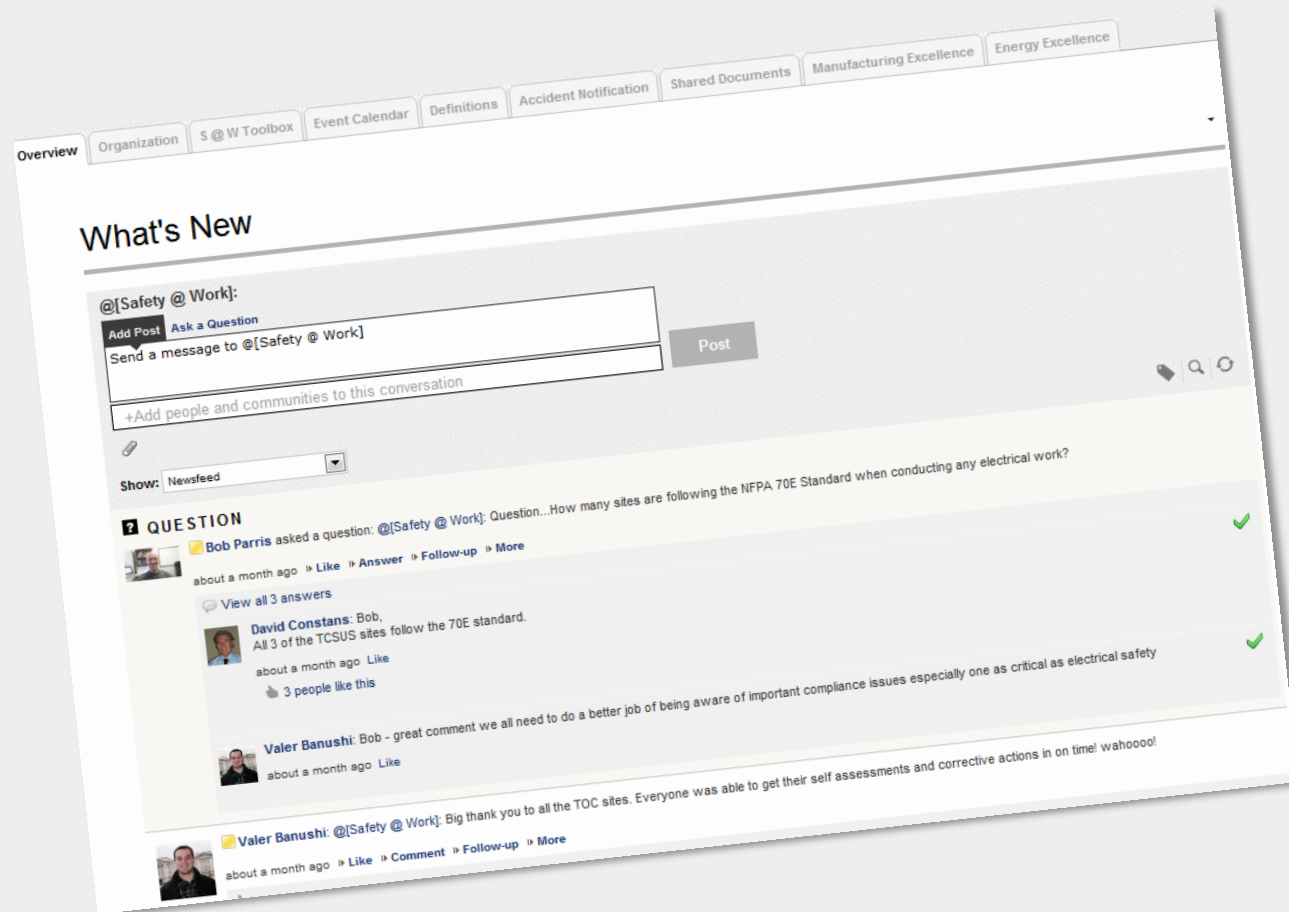 Overview
Organization
S @ W Toolbox
Event Calendar
Definitions
Accident Notification
Shared Documents
Manufacturing Excellence
Energy Excellence
What's New
@[Safety @ Work]:
Add Post Ask a Question
Send a message to @[Safety @ Work]
Post
+Add people and communities to this conversation
Show: Newsfeed
? QUESTION
Bob Parris asked a question: @[Safety @ Work]: Question...How many sites are following the NFPA 70E Standard when conducting any electrical work?
about a month ago Like Answer Follow-up More
View all 3 answers
David Constans: Bob,
All 3 of the TCSUS sites follow the 70E standard.
about a month ago Like
3 people like this
Valer Banushi: Bob - great comment we all need to do a better job of being aware of important compliance issues especially one as critical as electrical safety
about a month ago Like
Valer Banushi: @[Safety @ Work]: Big thank you to all the TOC sites. Everyone was able to get their self assessments and corrective actions in on time! wahoooo!
about a month ago Like Comment Follow-up More